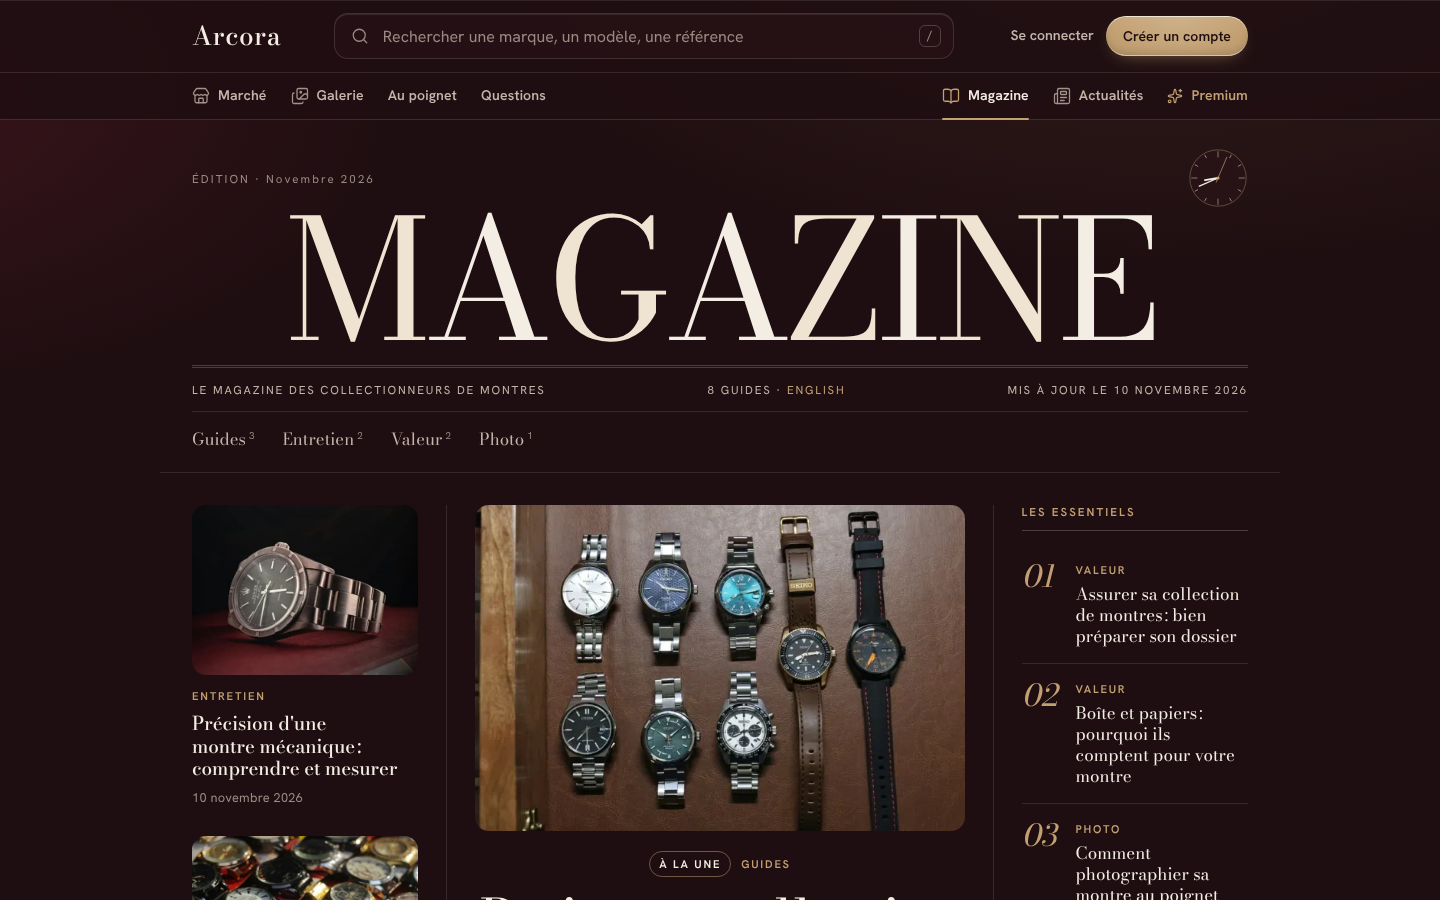 Arcora
Rechercher une marque, un modèle, une référence
/
Se connecter
Créer un compte
Marché
Galerie
Au poignet
Questions
Magazine
Actualités
Premium
ÉDITION · Novembre 2026
MAGAZINE
LE MAGAZINE DES COLLECTIONNEURS DE MONTRES
8 GUIDES · ENGLISH
MIS À JOUR LE 10 NOVEMBRE 2026
Guides 3
Entretien 2
Valeur 2
Photo 1
ENTRETIEN
Précision d'une
montre mécanique :
comprendre et mesurer
10 novembre 2026
SEIKO
À LA UNE
GUIDES
LES ESSENTIELS
01
VALEUR
Assurer sa collection
de montres : bien
préparer son dossier
02
VALEUR
Boîte et papiers :
pourquoi ils
comptent pour votre
montre
03
PHOTO
Comment
photographier sa
montre au poignet